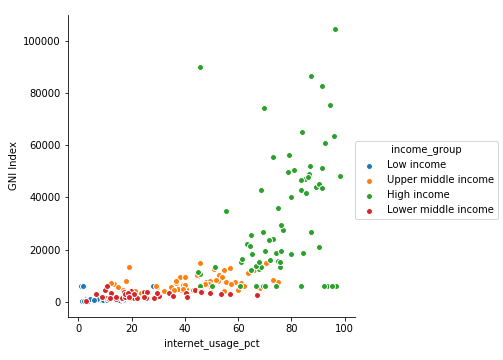 100000
80000
60000
40000
20000
0
GNI Index
0
20
40
60
80
100
internet_usage_pct
income_group
Low income
Upper middle income
High income
Lower middle income